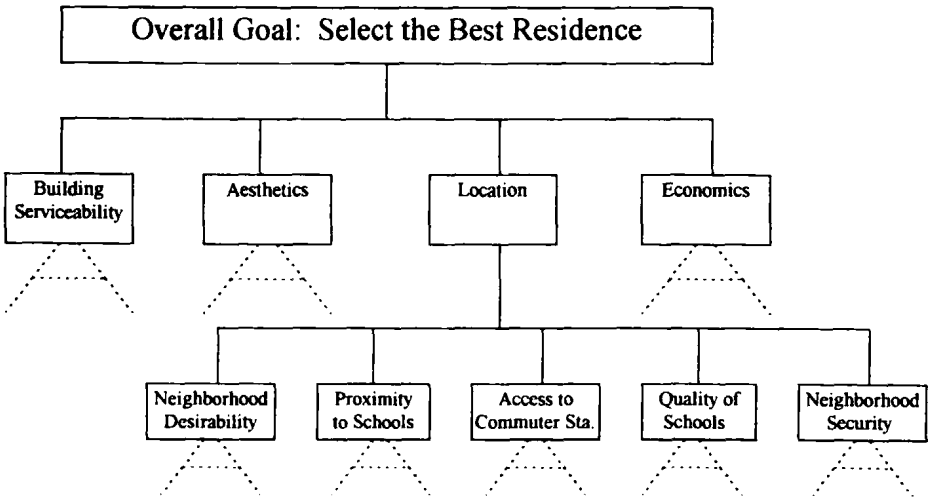 Overall Goal: Select the Best Residence
Building
Serviceability
Aesthetics
Location
Economics
Neighborhood
Desirability
Proximity
to Schools
Access to
Commuter Sta.
Quality of
Schools
Neighborhood
Security